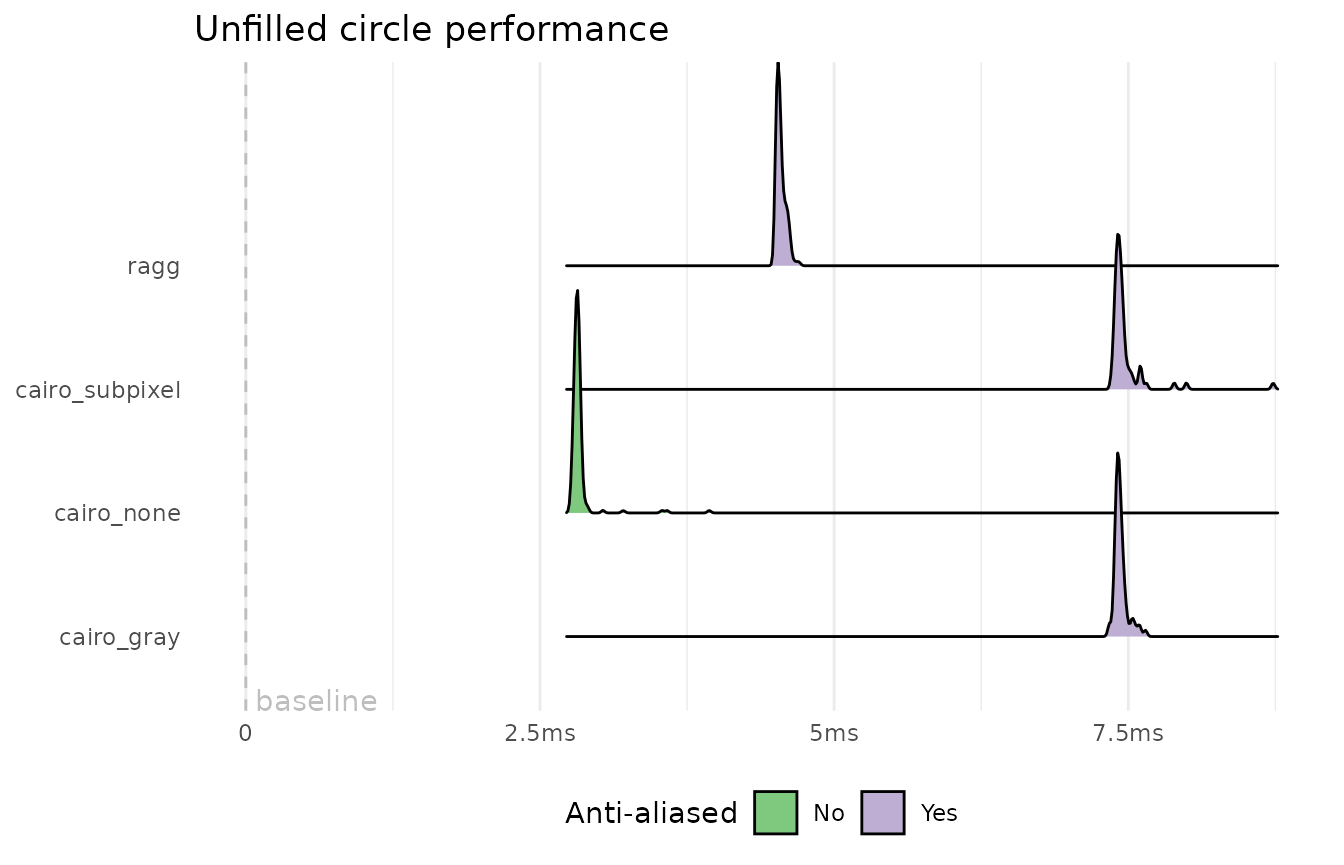 Unfilled circle performance
ragg
cairo_subpixel
cairo_none
cairo_gray
baseline
0 2.5ms 5ms 7.5ms
Anti-aliased No Yes